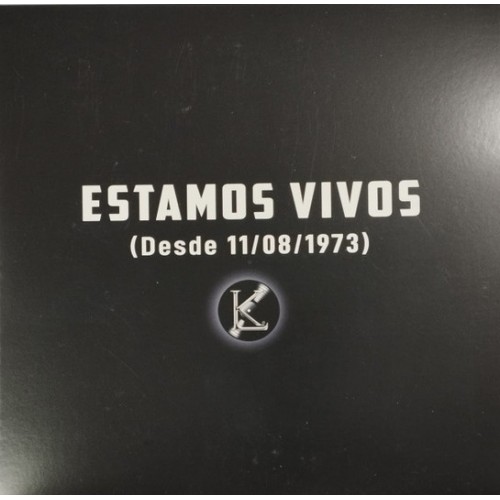 ESTAMOS VIVOS
(Desde 11/08/1973)
K